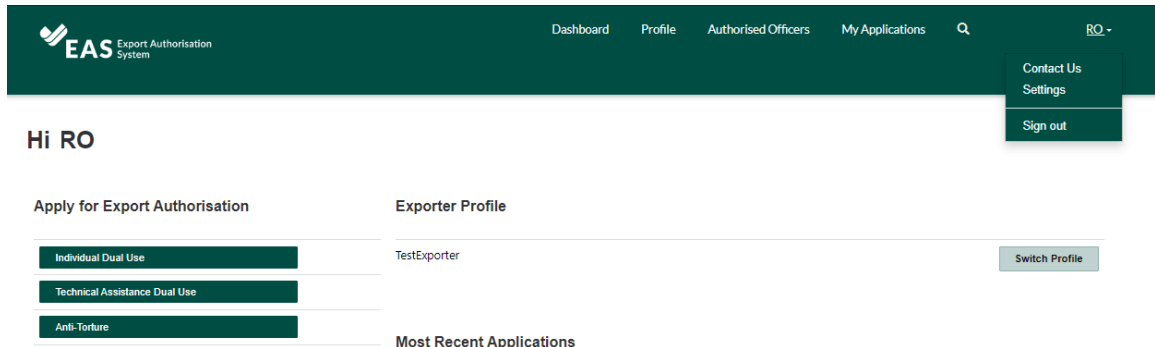 EAS Export Authorisation System
Dashboard Profile Authorised Officers My Applications RO
Contact Us
Settings
Sign out
Hi RO
Apply for Export Authorisation
Individual Dual Use
Technical Assistance Dual Use
Anti-Torture
Exporter Profile
TestExporter
Switch Profile
Most Recent Applications